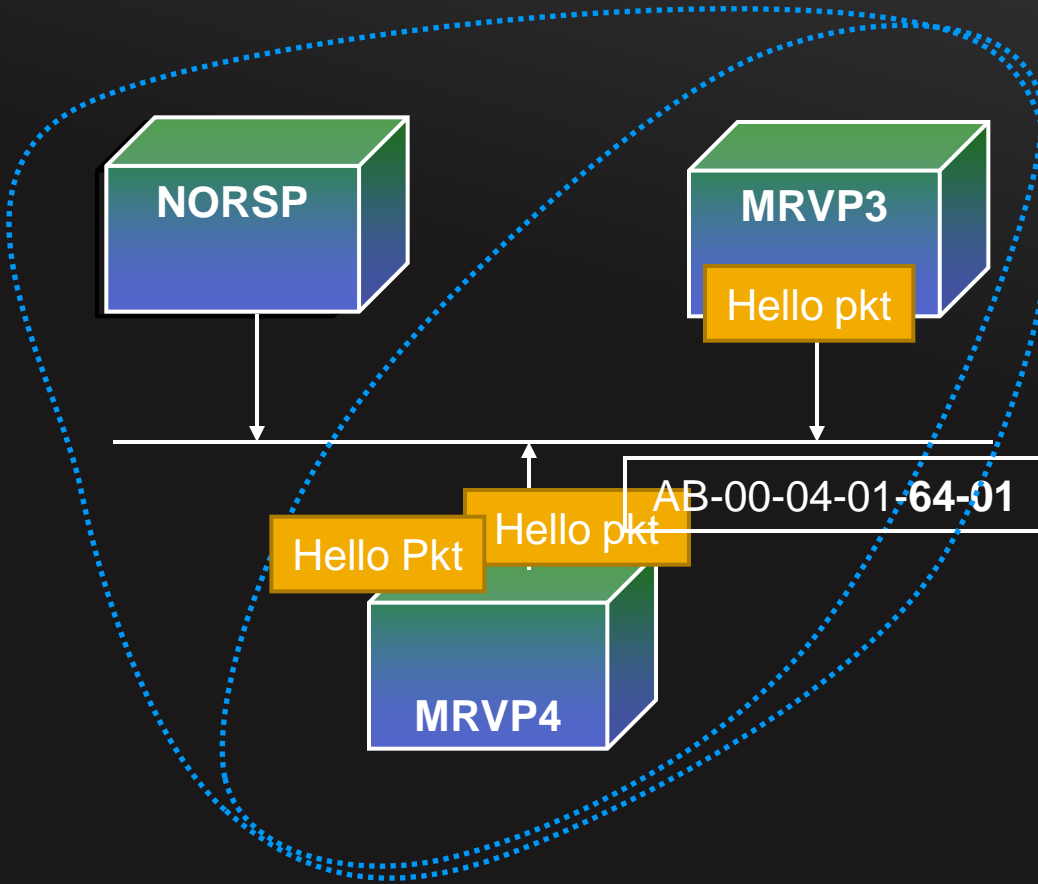 NORSP
MRVP3
Hello pkt
AB-00-04-01-64-01
Hello pkt
Hello Pkt
MRVP4